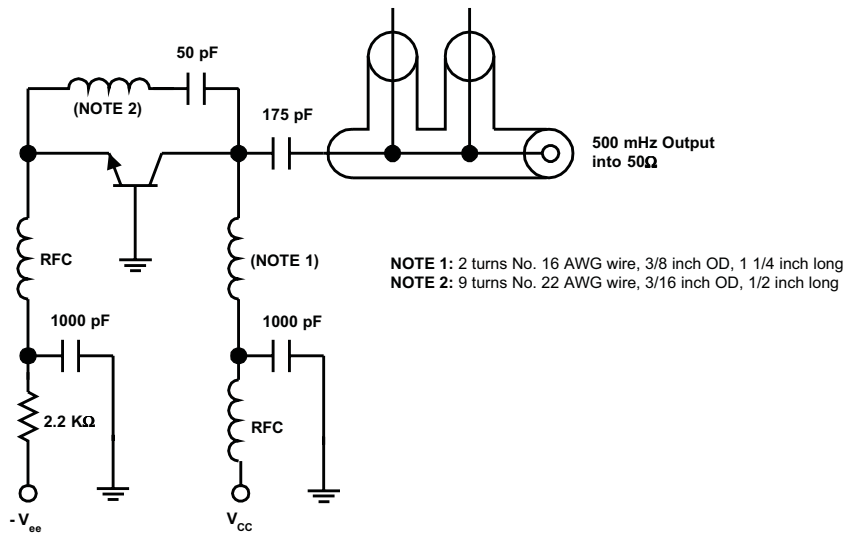 50 pF
(NOTE 2)
175 pF
500 mHz Output
into 50Ω
RFC
(NOTE 1)
NOTE 1: 2 turns No. 16 AWG wire, 3/8 inch OD, 1 1/4 inch long
NOTE 2: 9 turns No. 22 AWG wire, 3/16 inch OD, 1/2 inch long
1000 pF
1000 pF
2.2 KΩ
RFC
- Vee
VCC